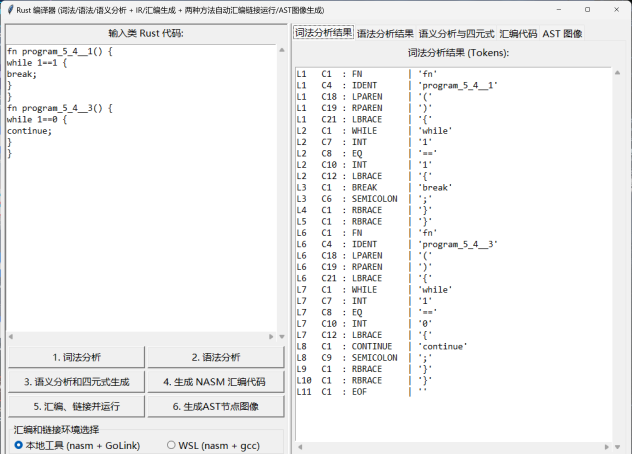 Rust 编译器 (词法/语法/语义分析 + IR/汇编生成 + 两种方法自动汇编链接运行/AST图像生成)
输入类 Rust 代码:
fn program_5_4__1() {
while 1==1 {
break;
}
}
fn program_5_4__3() {
while 1==0 {
continue;
}
}
1. 词法分析
2. 语法分析
3. 语义分析和四元式生成
4. 生成 NASM 汇编代码
5. 汇编、链接并运行
6. 生成AST节点图像
汇编和链接环境选择
本地工具 (nasm + GoLink)
WSL (nasm + gcc)
词法分析结果 语法分析结果 语义分析与四元式 汇编代码 AST 图像
词法分析结果 (Tokens):
L1 C1 : FN | 'fn'
L1 C4 : IDENT | 'program_5_4__1'
L1 C18 : LPAREN | '('
L1 C19 : RPAREN | ')'
L1 C21 : LBRACE | '{'
L2 C1 : WHILE | 'while'
L2 C7 : INT | '1'
L2 C8 : EQ | '=='
L2 C10 : INT | '1'
L2 C12 : LBRACE | '{'
L3 C1 : BREAK | 'break'
L3 C6 : SEMICOLON | ';'
L4 C1 : RBRACE | '}'
L5 C1 : RBRACE | '}'
L6 C1 : FN | 'fn'
L6 C4 : IDENT | 'program_5_4__3'
L6 C18 : LPAREN | '('
L6 C19 : RPAREN | ')'
L6 C21 : LBRACE | '{'
L7 C1 : WHILE | 'while'
L7 C7 : INT | '1'
L7 C8 : EQ | '=='
L7 C10 : INT | '0'
L7 C12 : LBRACE | '{'
L8 C1 : CONTINUE | 'continue'
L8 C9 : SEMICOLON | ';'
L9 C1 : RBRACE | '}'
L10 C1 : RBRACE | '}'
L11 C1 : EOF | ''